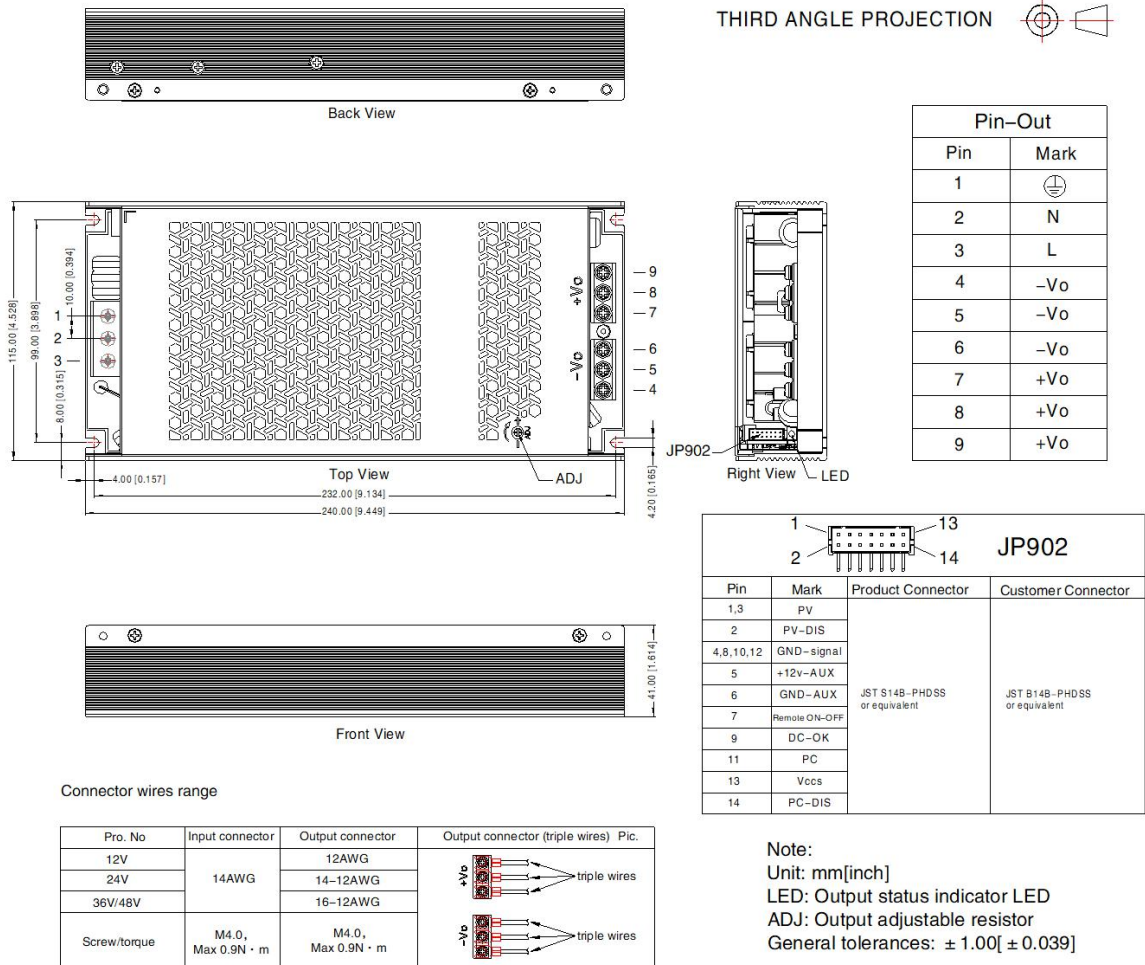 THIRD ANGLE PROJECTION
Back View
Pin–Out
Pin Mark
1
2 N
3 L
4 –Vo
5 –Vo
6 –Vo
7 +Vo
8 +Vo
9 +Vo
115.00 [4.528]
99.00 [3.898]
10.00 [0.394]
8.00 [0.315]
1
2
3
+Vo
–Vo
9
8
7
6
5
4
ADJ
ADJ
Top View
4.00 [0.157]
232.00 [9.134]
240.00 [9.449]
4.20 [0.165]
JP902
Right View
LED
1 13
2 14
JP902
Pin Mark Product Connector Customer Connector
1,3 PV
2 PV–DIS
4,8,10,12 GND–signal
5 +12v–AUX
6 GND–AUX
7 Remote ON–OFF
9 DC–OK
11 PC
13 Vccs
14 PC–DIS
JST S14B–PHDSS
or equivalent
JST B14B–PHDSS
or equivalent
41.00 [1.614]
Front View
Connector wires range
Pro. No Input connector Output connector Output connector (triple wires) Pic.
12V 14AWG 12AWG
24V 14–12AWG
36V/48V 16–12AWG
Screw/torque M4.0, Max 0.9N · m M4.0, Max 0.9N · m
+Vo
triple wires
–Vo
triple wires
Note:
Unit: mm[inch]
LED: Output status indicator LED
ADJ: Output adjustable resistor
General tolerances: ±1.00[±0.039]